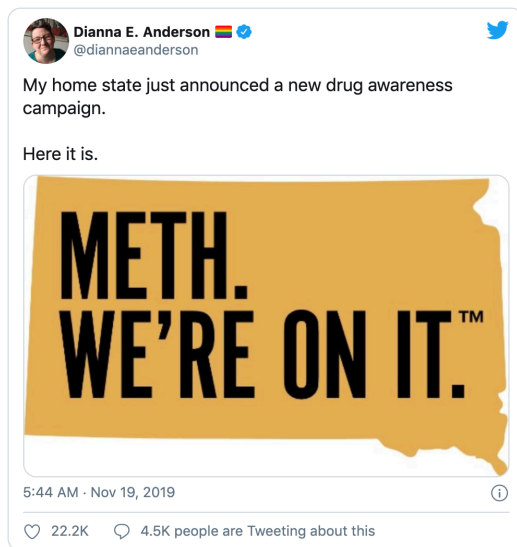 Dianna E. Anderson
@diannaeanderson
My home state just announced a new drug awareness
campaign.
Here it is.
METH.
WE'RE ON IT.™
5:44 AM · Nov 19, 2019
22.2K 4.5K people are Tweeting about this